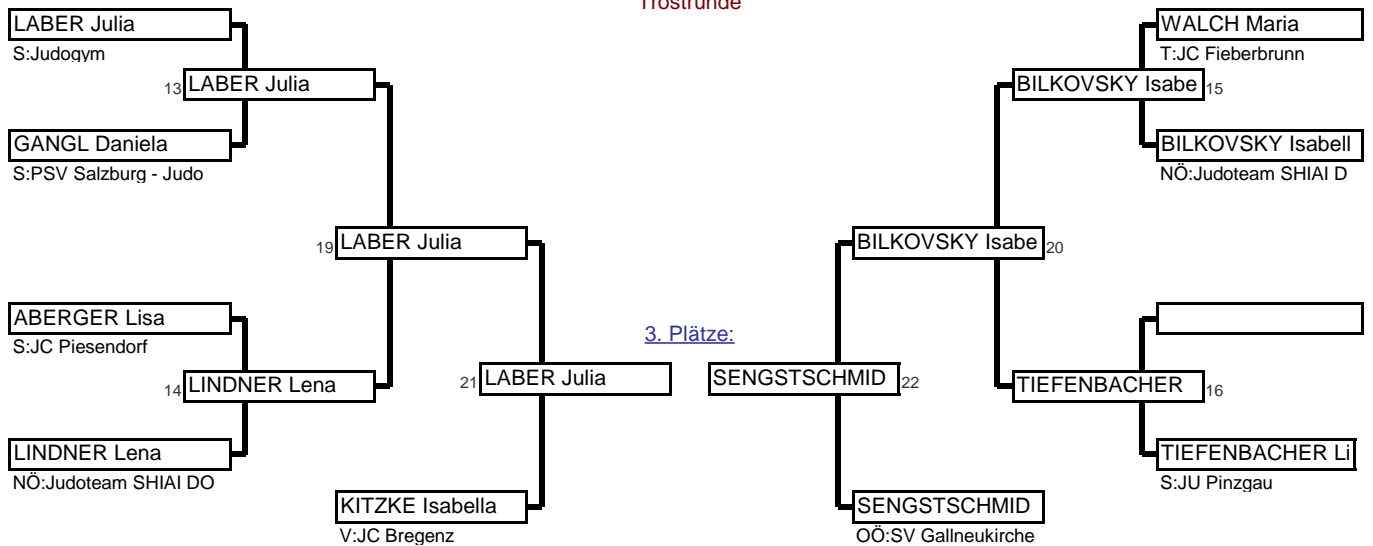 Trostrunde
LABER Julia
S:Judogym
13 LABER Julia
GANGL Daniela
S:PSV Salzburg - Judo
19 LABER Julia
ABERGER Lisa
S:JC Piesendorf
14 LINDNER Lena
LINDNER Lena
NÖ:Judoteam SHIAI DO
21 LABER Julia
KITZKE Isabella
V:JC Bregenz
3. Plätze:
WALCH Maria
T:JC Fieberbrunn
BILKOVSKY Isabe 15
BILKOVSKY Isabell
NÖ:Judoteam SHIAI D
BILKOVSKY Isabe 20
SENGSTSCHMID 22
TIEFENBACHER 16
TIEFENBACHER Li
S:JU Pinzgau
SENGSTSCHMID
OÖ:SV Gallneukirche